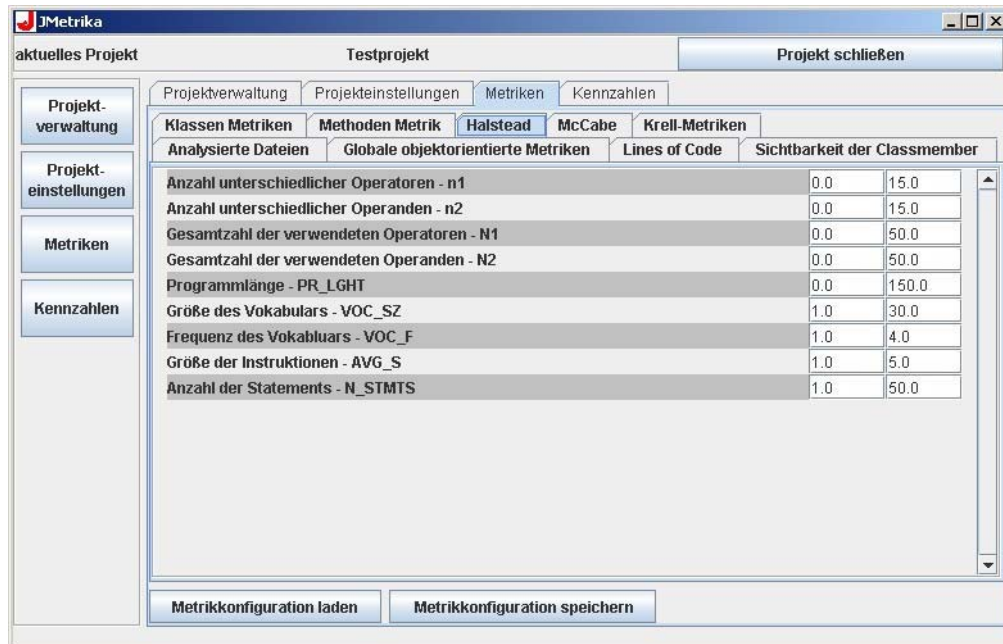 JMetrika
aktuelles Projekt Testprojekt Projekt schließen
Projekt-
verwaltung
Projekt-
einstellungen
Metriken
Kennzahlen
Projektverwaltung Projekteinstellungen Metriken Kennzahlen
Klassen Metriken Methoden Metrik Halstead McCabe Krell-Metriken
Analysierte Dateien Globale objektorientierte Metriken Lines of Code Sichtbarkeit der Classmember
Anzahl unterschiedlicher Operatoren - n1 0.0 15.0
Anzahl unterschiedlicher Operanden - n2 0.0 15.0
Gesamtzahl der verwendeten Operatoren - N1 0.0 50.0
Gesamtzahl der verwendeten Operanden - N2 0.0 50.0
Programmlänge - PR_LGHT 0.0 150.0
Größe des Vokabulars - VOC_SZ 1.0 30.0
Frequenz des Vokabluars - VOC_F 1.0 4.0
Größe der Instruktionen - AVG_S 1.0 5.0
Anzahl der Statements - N_STMTS 1.0 50.0
Metrikkonfiguration laden Metrikkonfiguration speichern